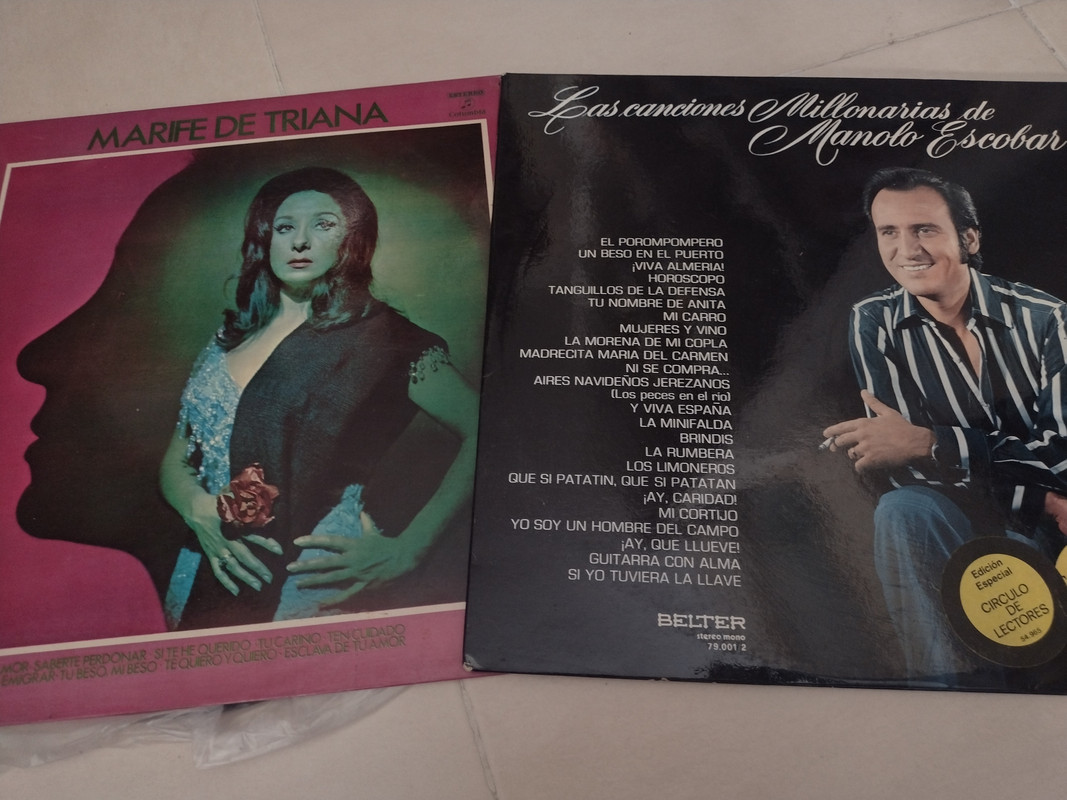 MARIFE DE TRIANA
ESTEREO
COLUMBIA
AMOR · SABERTE PERDONAR · SI TE HE QUERIDO · TU CARIÑO · TEN CUIDADO
EMIGRAR · TU BESO, MI BESO · TE QUIERO Y QUIERO · ESCLAVA DE TU AMOR
Las canciones Millonarias de
Manolo Escobar
EL POROMPOMPERO
UN BESO EN EL PUERTO
¡VIVA ALMERIA!
HOROSCOPO
TANGUILLOS DE LA DEFENSA
TU NOMBRE DE ANITA
MI CARRO
MUJERES Y VINO
LA MORENA DE MI COPLA
MADRECITA MARIA DEL CARMEN
NI SE COMPRA...
AIRES NAVIDEÑOS JEREZANOS
(Los peces en el rio)
Y VIVA ESPAÑA
LA MINIFALDA
BRINDIS
LA RUMBERA
LOS LIMONEROS
QUE SI PATATIN, QUE SI PATATAN
¡AY, CARIDAD!
MI CORTIJO
YO SOY UN HOMBRE DEL CAMPO
¡AY, QUE LLUEVE!
GUITARRA CON ALMA
SI YO TUVIERA LA LLAVE
BELTER
stereo mono
79.001/2
Edición
Especial
CIRCULO
DE
LECTORES
54.965